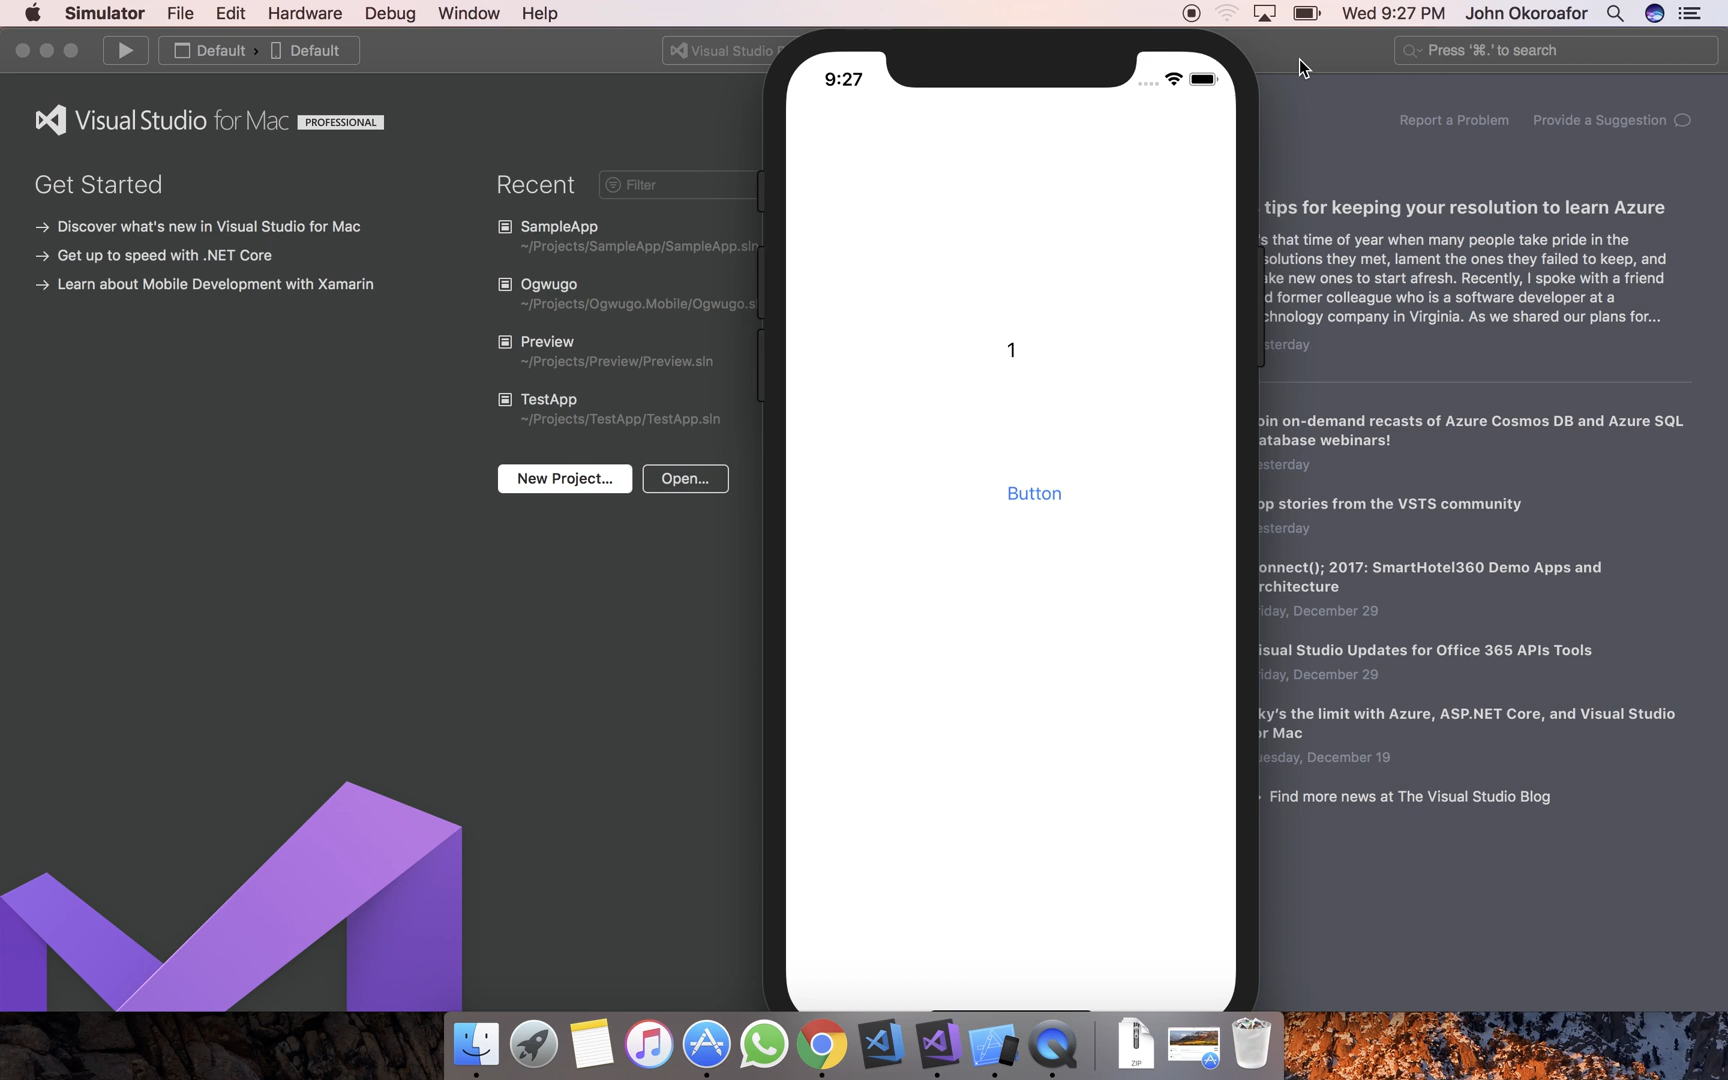 Simulator File Edit Hardware Debug Window Help Wed 9:27 PM John Okoroafor
Default › Default Visual Studio Press '⌘.' to search
9:27
Visual Studio for Mac PROFESSIONAL
Report a Problem Provide a Suggestion
Get Started
→ Discover what's new in Visual Studio for Mac
→ Get up to speed with .NET Core
→ Learn about Mobile Development with Xamarin
Recent Filter
SampleApp
~/Projects/SampleApp/SampleApp.sln
Ogwugo
~/Projects/Ogwugo.Mobile/Ogwugo.s
Preview
~/Projects/Preview/Preview.sln
TestApp
~/Projects/TestApp/TestApp.sln
New Project... Open...
1
Button
tips for keeping your resolution to learn Azure
s that time of year when many people take pride in the
solutions they met, lament the ones they failed to keep, and
ke new ones to start afresh. Recently, I spoke with a friend
d former colleague who is a software developer at a
chnology company in Virginia. As we shared our plans for...
sterday
oin on-demand recasts of Azure Cosmos DB and Azure SQL
atabase webinars!
esterday
op stories from the VSTS community
esterday
onnect(); 2017: SmartHotel360 Demo Apps and
rchitecture
iday, December 29
isual Studio Updates for Office 365 APIs Tools
iday, December 29
ky's the limit with Azure, ASP.NET Core, and Visual Studio
or Mac
uesday, December 19
Find more news at The Visual Studio Blog
ZIP